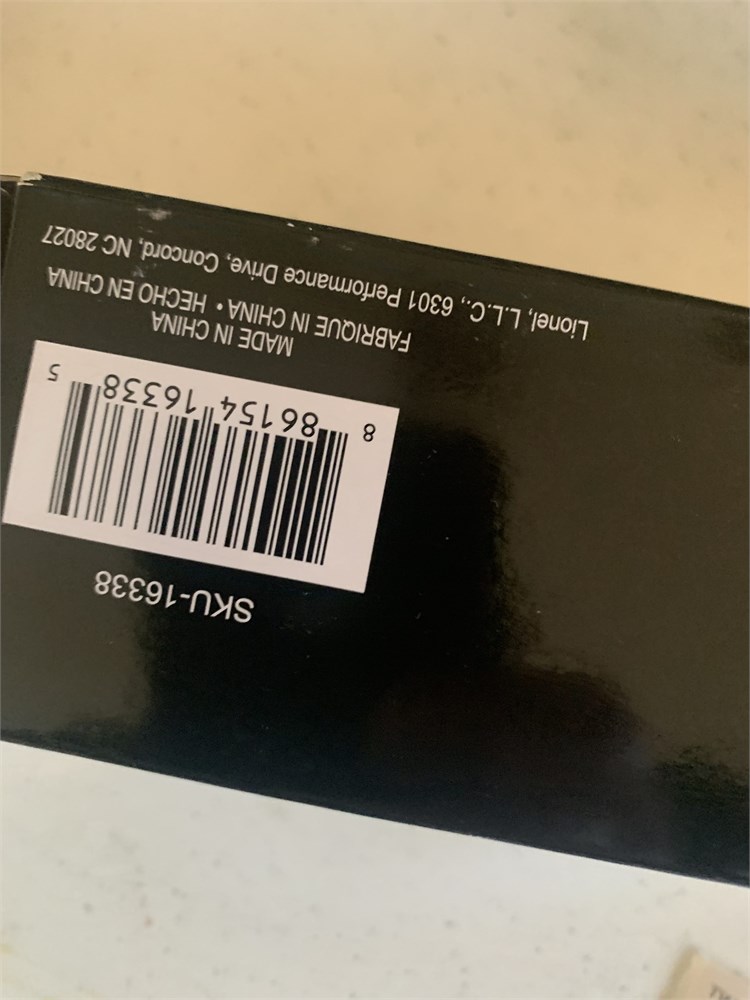 SKU-16338
8 86154 16338 5
MADE IN CHINA
FABRIQUE IN CHINA • HECHO EN CHINA
Lionel, L.L.C., 6301 Performance Drive, Concord, NC 28027